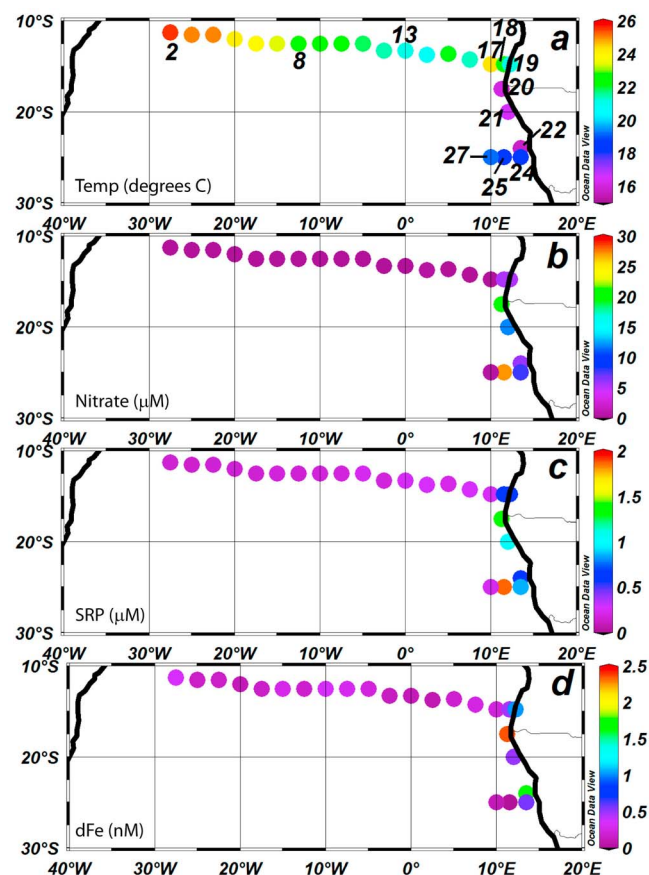 10°S
20°S
30°S
a
2
8
13
17
18
19
20
21
22
24
25
27
Temp (degrees C)
Ocean Data View
26
24
22
20
18
16
40°W 30°W 20°W 10°W 0° 10°E 20°E
10°S
20°S
30°S
b
Nitrate (µM)
Ocean Data View
30
25
20
15
10
5
0
40°W 30°W 20°W 10°W 0° 10°E 20°E
10°S
20°S
30°S
c
SRP (µM)
Ocean Data View
2
1.5
1
0.5
0
40°W 30°W 20°W 10°W 0° 10°E 20°E
10°S
20°S
30°S
d
dFe (nM)
Ocean Data View
2.5
2
1.5
1
0.5
0
40°W 30°W 20°W 10°W 0° 10°E 20°E